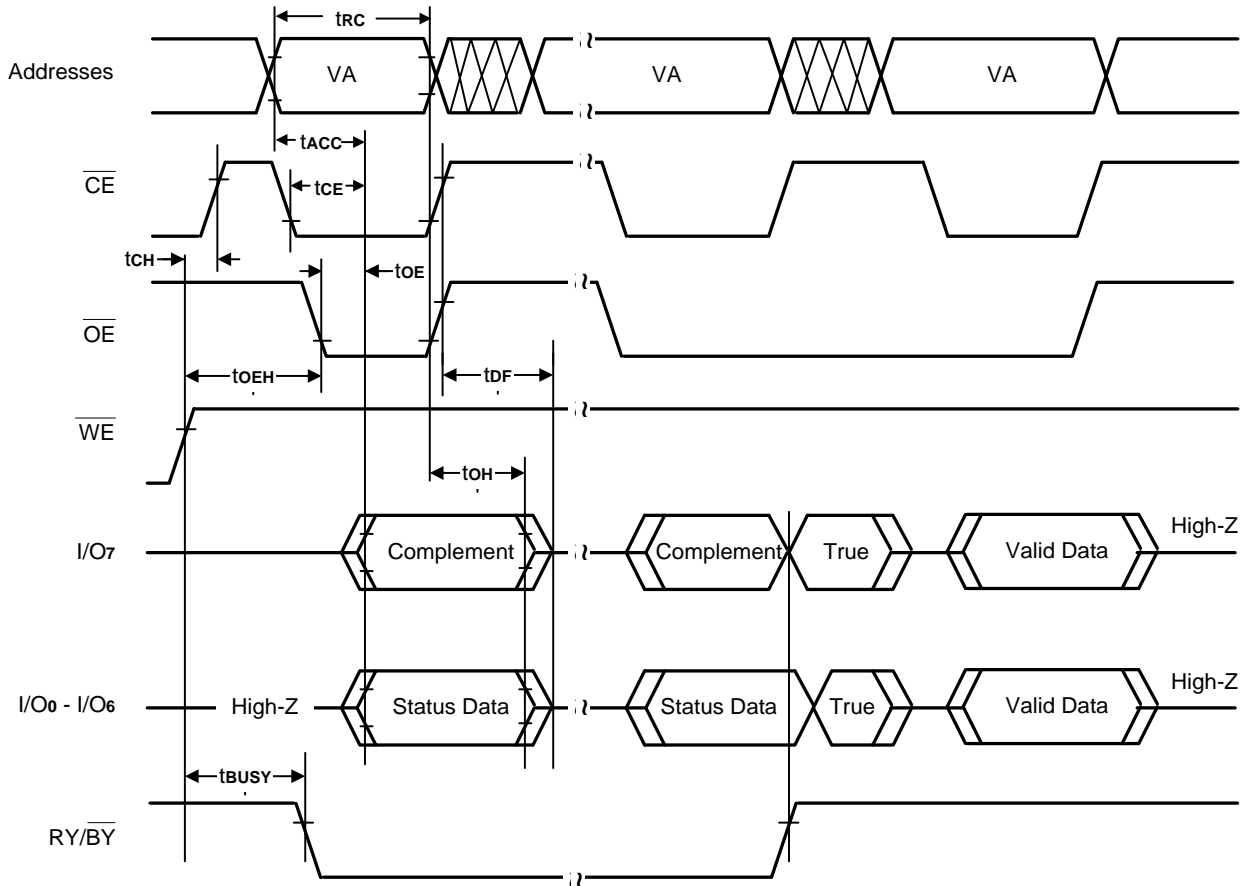 tRC
Addresses VA VA VA
tACC
CE
tCE
tCH
tOE
OE
tOEH
tDF
WE
tOH
I/O7 Complement Complement True Valid Data High-Z
I/O0 - I/O6 High-Z Status Data Status Data True Valid Data High-Z
tBUSY
RY/BY